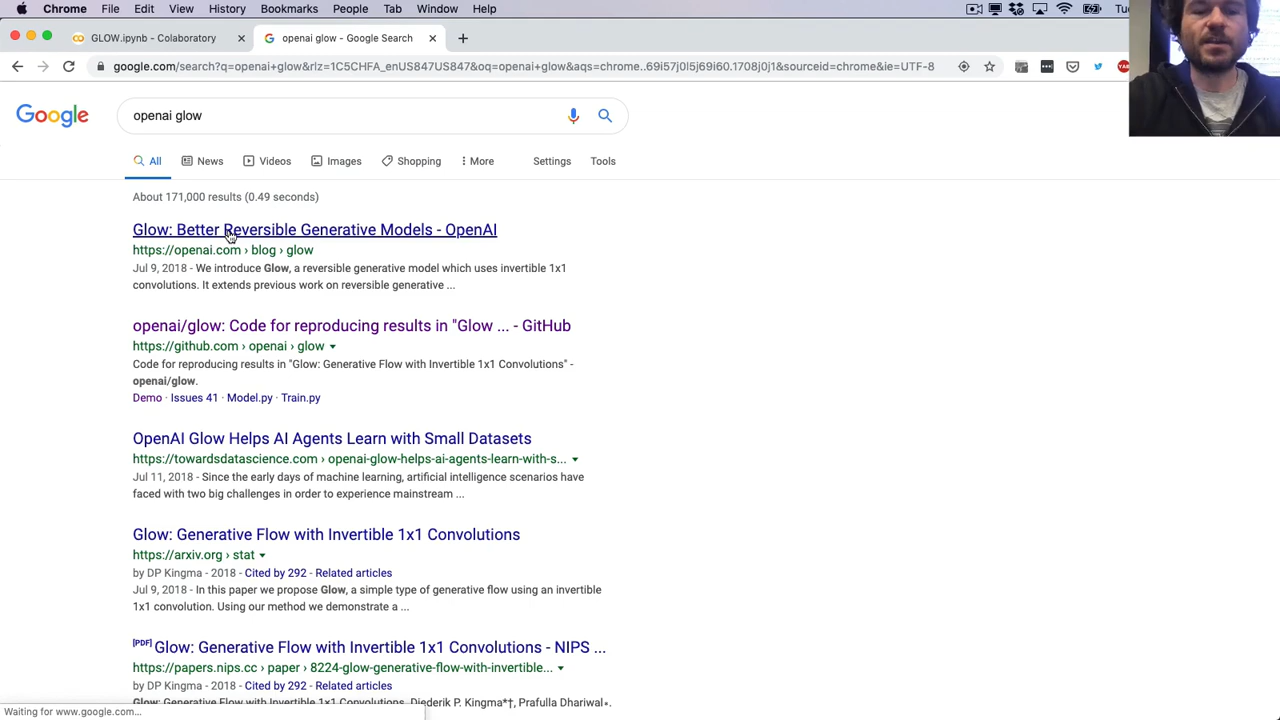 Chrome File Edit View History Bookmarks People Tab Window Help Tue
GLOW.ipynb - Colaboratory openai glow - Google Search
google.com/search?q=openai+glow&rlz=1C5CHFA_enUS847US847&oq=openai+glow&aqs=chrome..69i57j0l5j69i60.1708j0j1&sourceid=chrome&ie=UTF-8
Google openai glow
All News Videos Images Shopping More Settings Tools
About 171,000 results (0.49 seconds)
Glow: Better Reversible Generative Models - OpenAI
https://openai.com › blog › glow
Jul 9, 2018 - We introduce Glow, a reversible generative model which uses invertible 1x1
convolutions. It extends previous work on reversible generative ...
openai/glow: Code for reproducing results in "Glow ... - GitHub
https://github.com › openai › glow
Code for reproducing results in "Glow: Generative Flow with Invertible 1x1 Convolutions" -
openai/glow.
Demo · Issues 41 · Model.py · Train.py
OpenAI Glow Helps AI Agents Learn with Small Datasets
https://towardsdatascience.com › openai-glow-helps-ai-agents-learn-with-s...
Jul 11, 2018 - Since the early days of machine learning, artificial intelligence scenarios have
faced with two big challenges in order to experience mainstream ...
Glow: Generative Flow with Invertible 1x1 Convolutions
https://arxiv.org › stat
by DP Kingma - 2018 - Cited by 292 - Related articles
Jul 9, 2018 - In this paper we propose Glow, a simple type of generative flow using an invertible
1x1 convolution. Using our method we demonstrate a ...
[PDF] Glow: Generative Flow with Invertible 1x1 Convolutions - NIPS ...
https://papers.nips.cc › paper › 8224-glow-generative-flow-with-invertible...
by DP Kingma - 2018 - Cited by 292 - Related articles
Glow: Generative Flow with Invertible 1x1 Convolutions. Diederik P. Kingma*†, Prafulla Dhariwal
Waiting for www.google.com...